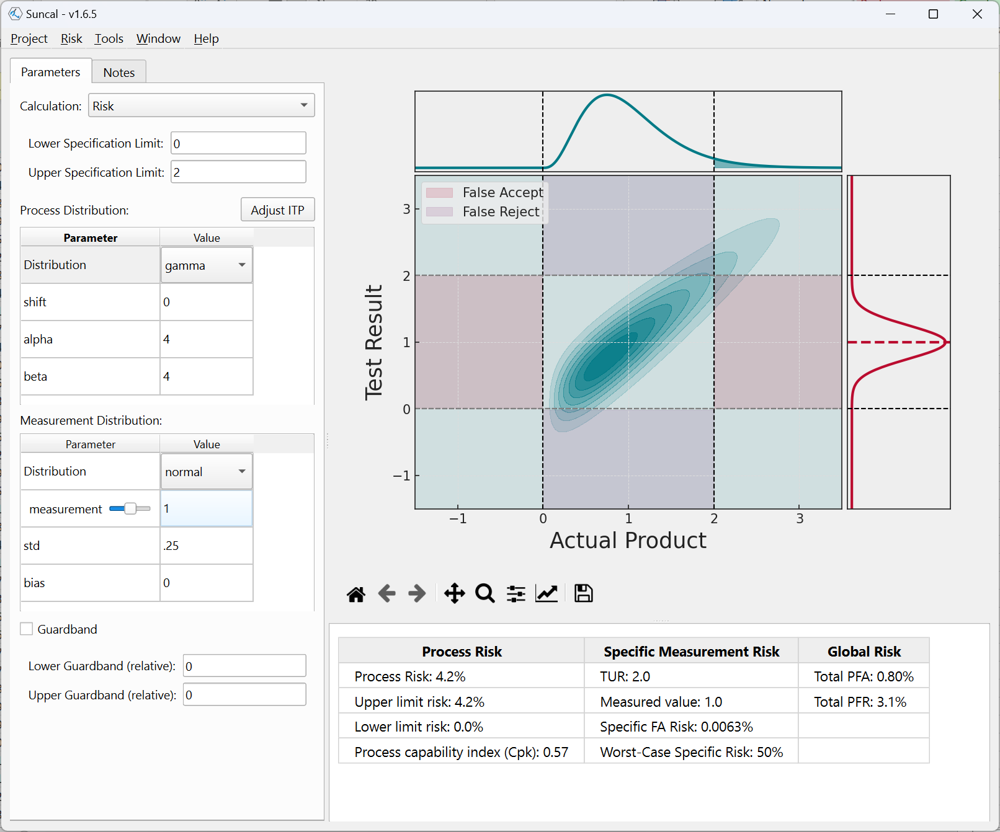 Suncal - v1.6.5
Project Risk Tools Window Help
Parameters Notes
Calculation: Risk
Lower Specification Limit: 0
Upper Specification Limit: 2
Process Distribution: Adjust ITP
Parameter Value
Distribution gamma
shift 0
alpha 4
beta 4
Measurement Distribution:
Parameter Value
Distribution normal
measurement 1
std .25
bias 0
Guardband
Lower Guardband (relative): 0
Upper Guardband (relative): 0
False Accept
False Reject
3
2
1
0
−1
Test Result
−1 0 1 2 3
Actual Product
Process Risk Specific Measurement Risk Global Risk
Process Risk: 4.2% TUR: 2.0 Total PFA: 0.80%
Upper limit risk: 4.2% Measured value: 1.0 Total PFR: 3.1%
Lower limit risk: 0.0% Specific FA Risk: 0.0063%
Process capability index (Cpk): 0.57 Worst-Case Specific Risk: 50%